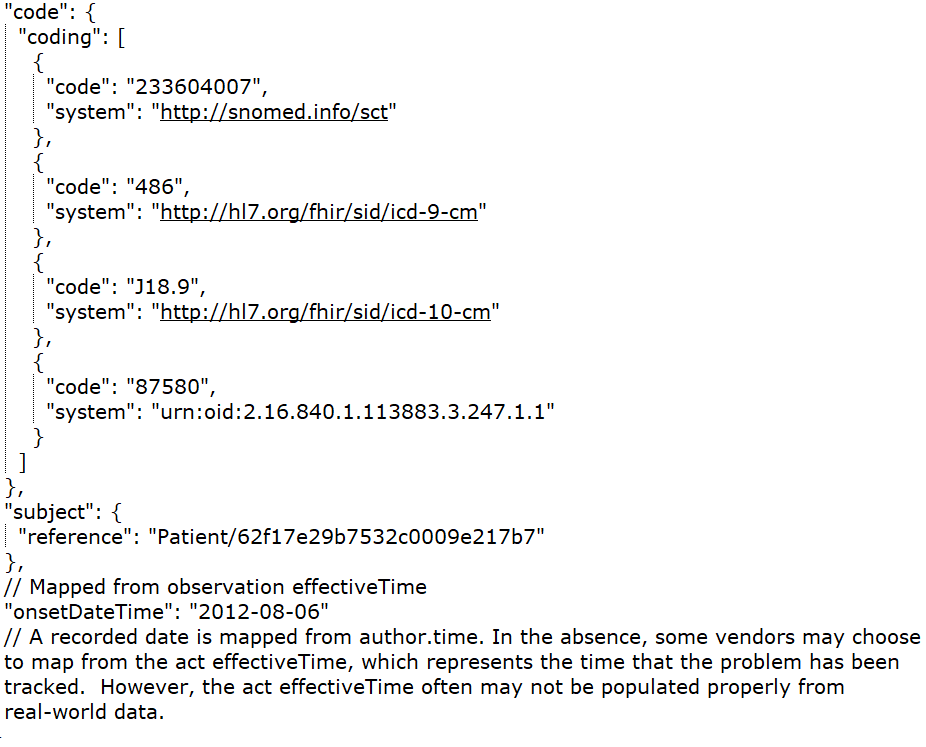 "code": {
"coding": [
{
"code": "233604007",
"system": "http://snomed.info/sct"
},
{
"code": "486",
"system": "http://hl7.org/fhir/sid/icd-9-cm"
},
{
"code": "J18.9",
"system": "http://hl7.org/fhir/sid/icd-10-cm"
},
{
"code": "87580",
"system": "urn:oid:2.16.840.1.113883.3.247.1.1"
}
]
},
"subject": {
"reference": "Patient/62f17e29b7532c0009e217b7"
},
// Mapped from observation effectiveTime
"onsetDateTime": "2012-08-06"
// A recorded date is mapped from author.time. In the absence, some vendors may choose
to map from the act effectiveTime, which represents the time that the problem has been
tracked.  However, the act effectiveTime often may not be populated properly from
real-world data.